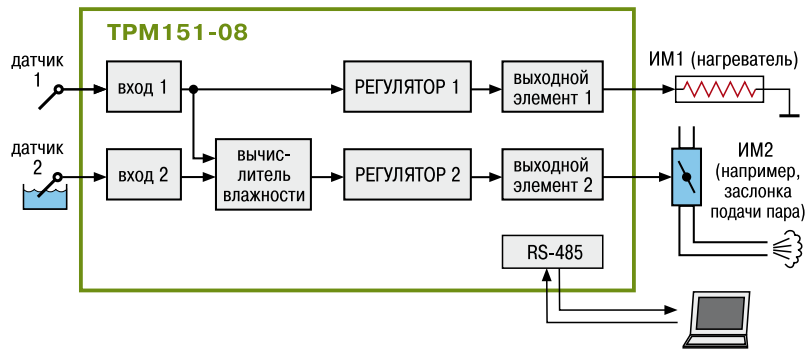 ТРМ151-08
датчик
1
вход 1
РЕГУЛЯТОР 1
выходной
элемент 1
ИМ1 (нагреватель)
датчик
2
вход 2
вычис-
литель
влажности
РЕГУЛЯТОР 2
выходной
элемент 2
ИМ2
(например,
заслонка
подачи пара)
RS-485